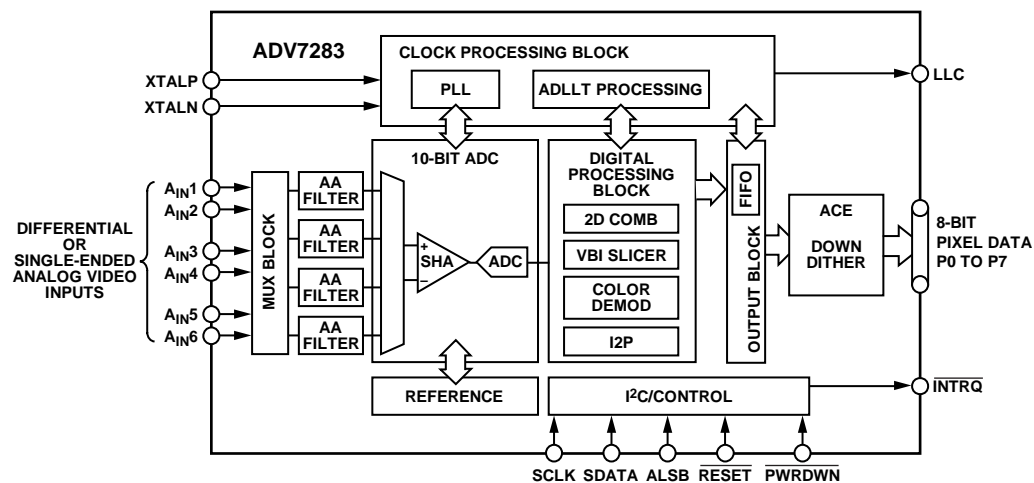 ADV7283
CLOCK PROCESSING BLOCK
PLL
ADLLT PROCESSING
XTALP
XTALN
LLC
10-BIT ADC
DIGITAL
PROCESSING
BLOCK
2D COMB
VBI SLICER
COLOR
DEMOD
I2P
FIFO
OUTPUT BLOCK
ACE
DOWN
DITHER
8-BIT
PIXEL DATA
P0 TO P7
DIFFERENTIAL
OR
SINGLE-ENDED
ANALOG VIDEO
INPUTS
AIN1
AIN2
AIN3
AIN4
AIN5
AIN6
MUX BLOCK
AA
FILTER
AA
FILTER
AA
FILTER
AA
FILTER
+
SHA
−
ADC
REFERENCE
I²C/CONTROL
INTRQ
SCLK
SDATA
ALSB
RESET
PWRDWN